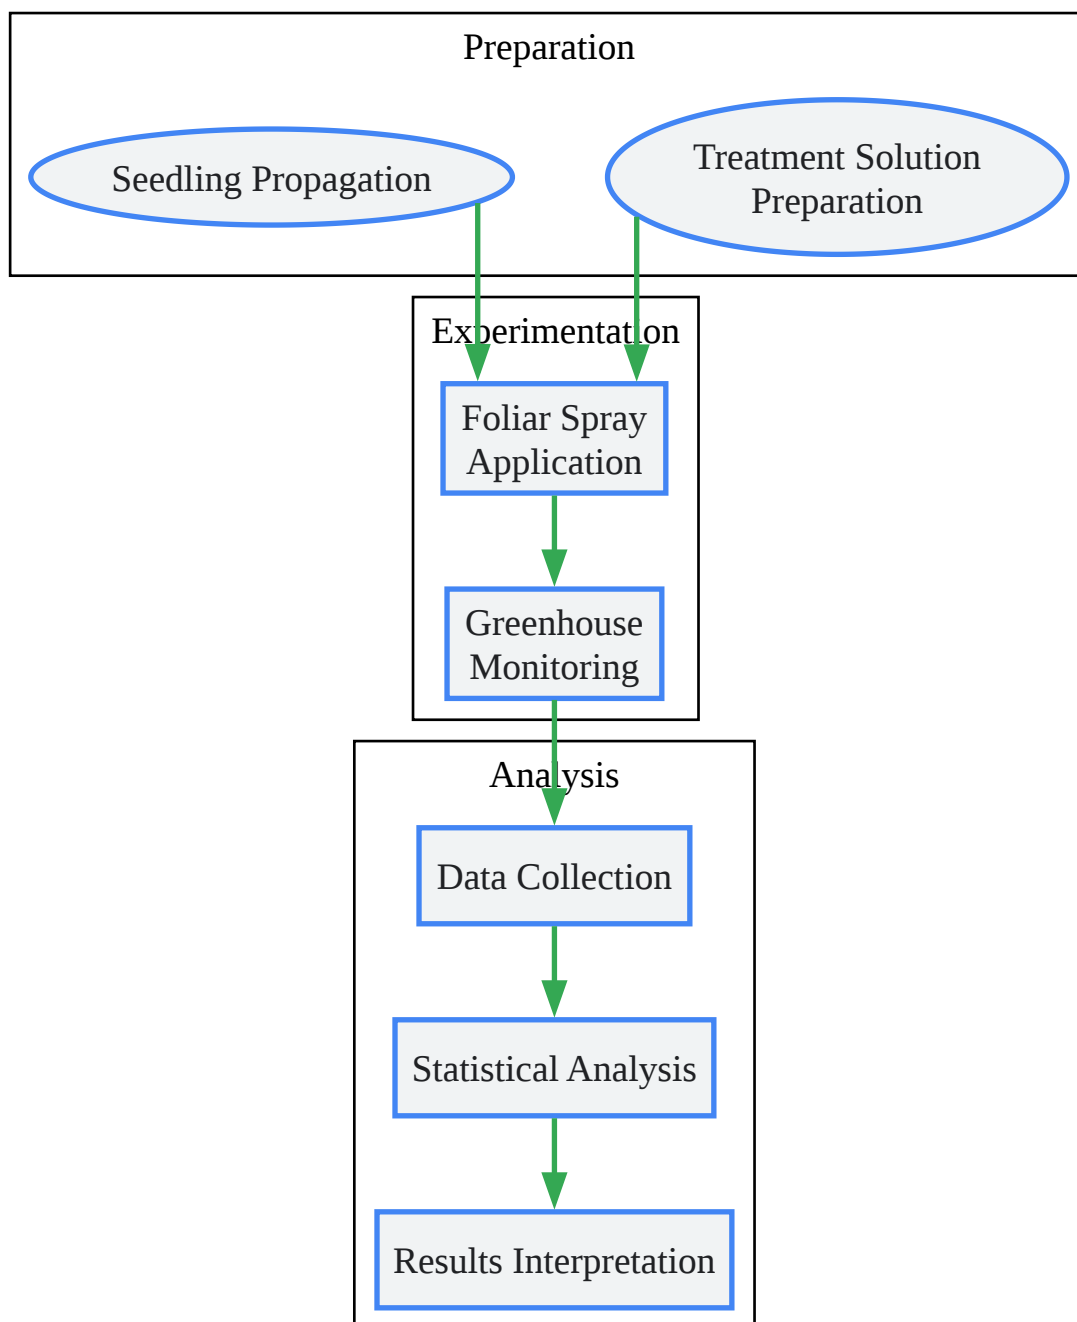 Preparation
Seedling Propagation
Treatment Solution
Preparation
Experimentation
Foliar Spray
Application
Greenhouse
Monitoring
Analysis
Data Collection
Statistical Analysis
Results Interpretation